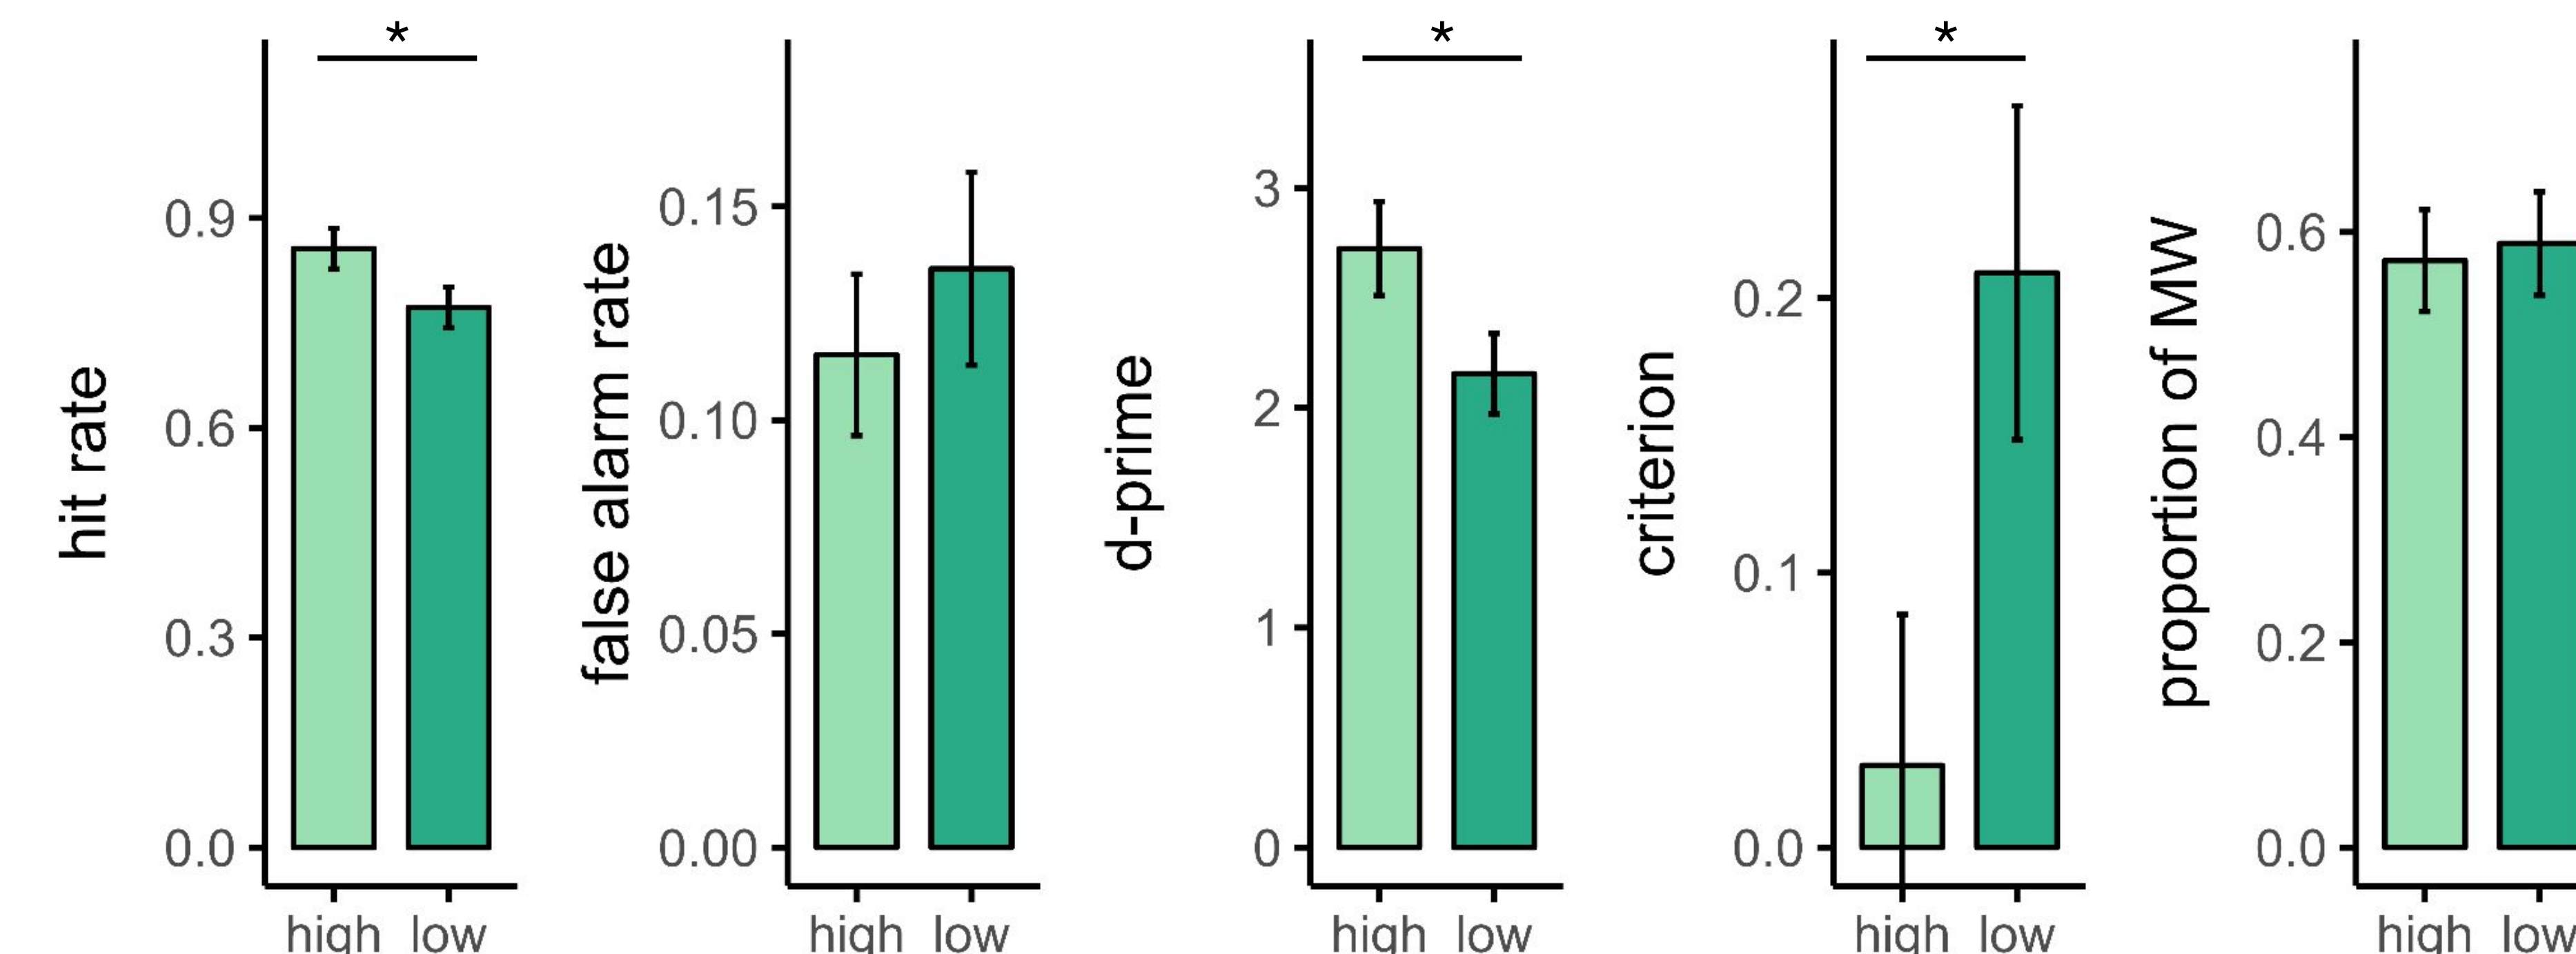 *
hit rate
0.9
0.6
0.3
0.0
high low
false alarm rate
0.15
0.10
0.05
0.00
high low
*
d-prime
3
2
1
0
high low
*
criterion
0.2
0.1
0.0
high low
proportion of MW
0.6
0.4
0.2
0.0
high low